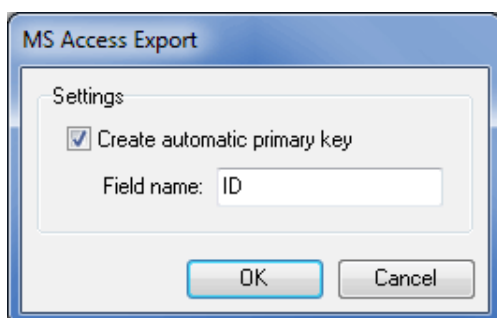 MS Access Export
Settings
Create automatic primary key
Field name: ID
OK Cancel